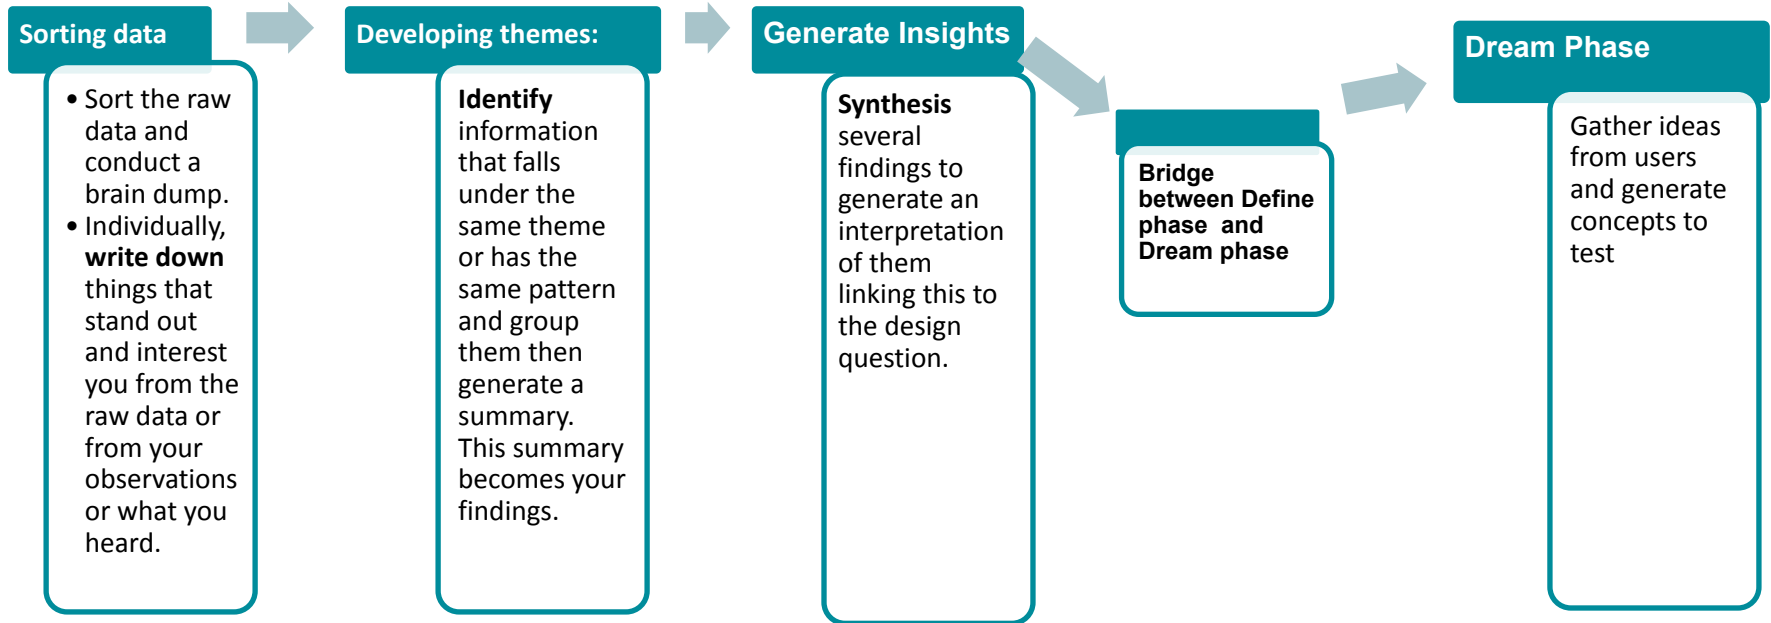 Sorting data
• Sort the raw
data and
conduct a
brain dump.
• Individually,
write down
things that
stand out
and interest
you from the
raw data or
from your
observations
or what you
heard.
Developing themes:
Identify
information
that falls
under the
same theme
or has the
same pattern
and group
them then
generate a
summary.
This summary
becomes your
findings.
Generate Insights
Synthesis
several
findings to
generate an
interpretation
of them
linking this to
the design
question.
Bridge
between Define
phase and
Dream phase
Dream Phase
Gather ideas
from users
and generate
concepts to
test